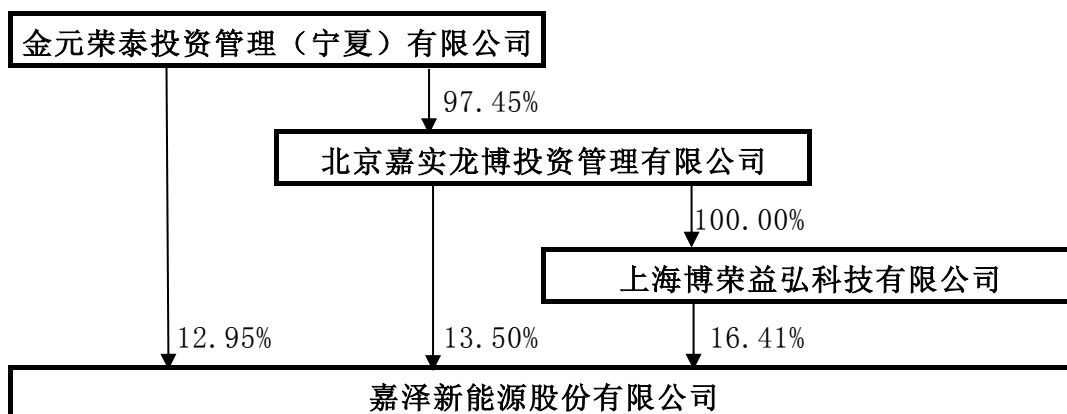 金元荣泰投资管理（宁夏）有限公司
97.45%
北京嘉实龙博投资管理有限公司
100.00%
上海博荣益弘科技有限公司
12.95%
13.50%
16.41%
嘉泽新能源股份有限公司